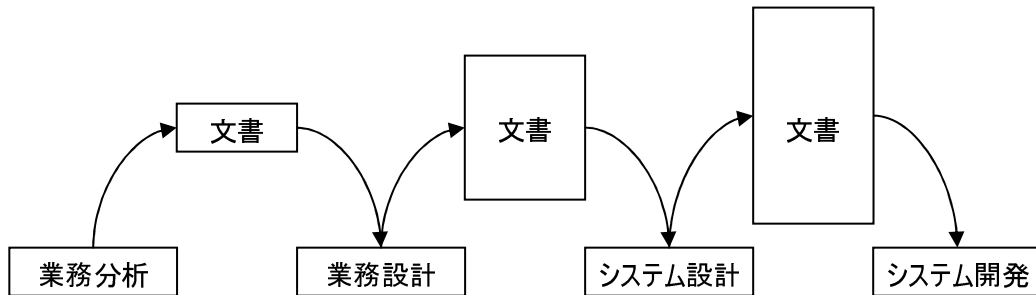 文書
文書
文書
業務分析
業務設計
システム設計
システム開発